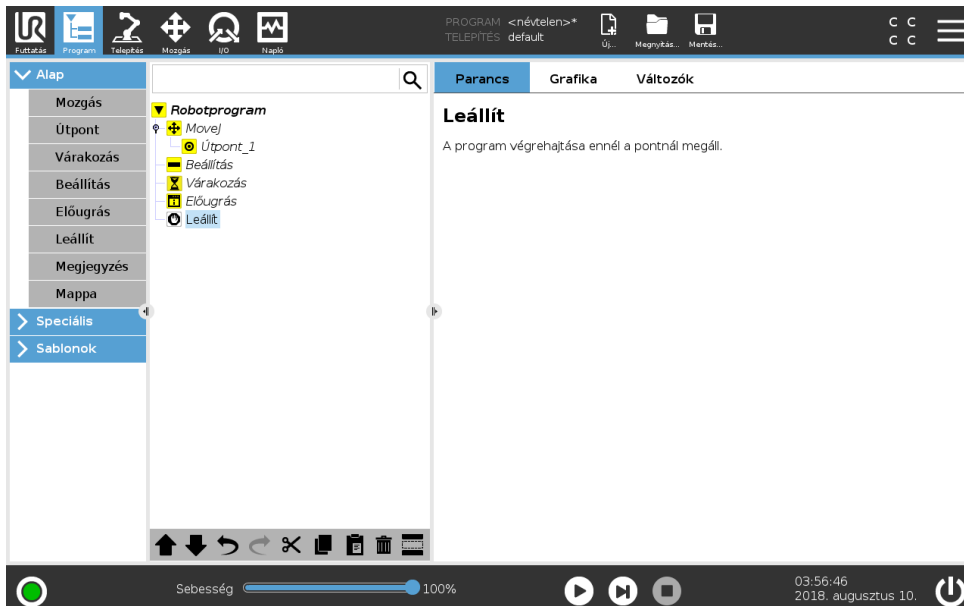 UR
Futtatás
Program
Telepítés
Mozgás
I/O
Napló
PROGRAM <névtelen>*
TELEPÍTÉS default
Új...
Megnyitás...
Mentés...
C C
C C
Alap
Mozgás
Útpont
Várakozás
Beállítás
Előugrás
Leállít
Megjegyzés
Mappa
Speciális
Sablonok
Robotprogram
MoveJ
Útpont_1
Beállítás
Várakozás
Előugrás
Leállít
Parancs
Grafika
Változók
Leállít
A program végrehajtása ennél a pontnál megáll.
Sebesség
100%
03:56:46
2018. augusztus 10.